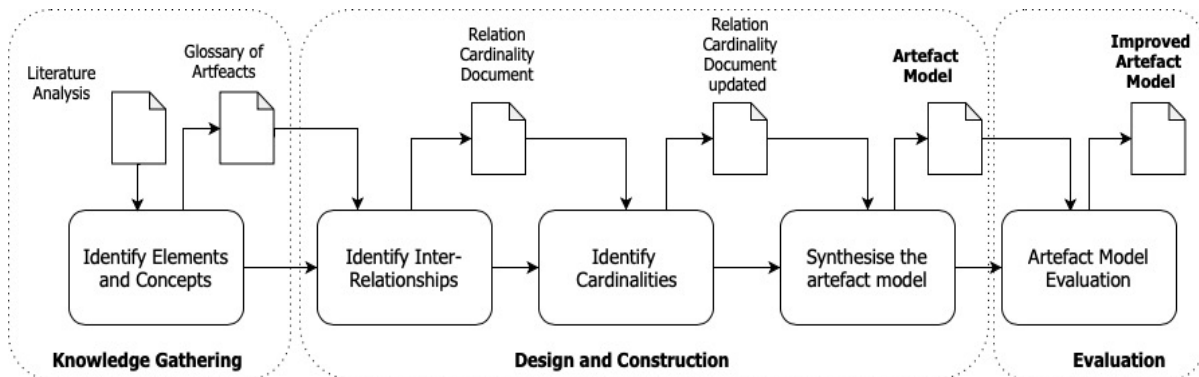 Literature
Analysis
Glossary of
Artfeacts
Relation
Cardinality
Document
Relation
Cardinality
Document
updated
Artefact
Model
Improved
Artefact
Model
Identify Elements
and Concepts
Identify Inter-
Relationships
Identify
Cardinalities
Synthesise the
artefact model
Artefact Model
Evaluation
Knowledge Gathering
Design and Construction
Evaluation